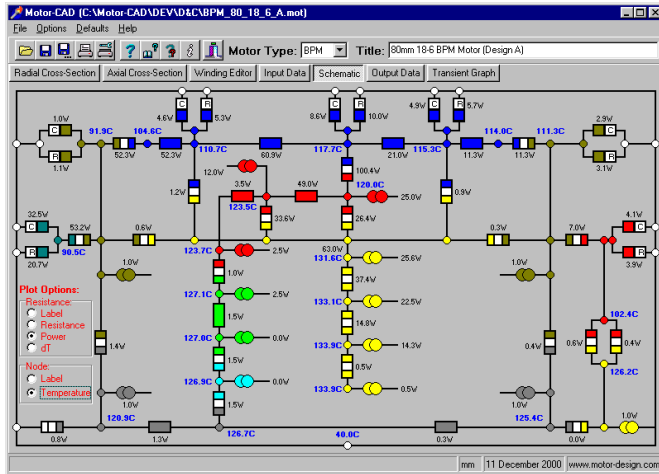 Motor-CAD (C:\Motor-CAD\DEV\D&C\BPM_80_18_6_A.mot)
File Options Defaults Help
Motor Type: BPM Title: 80mm 18-6 BPM Motor (Design A)
Radial Cross-Section Axial Cross-Section Winding Editor Input Data Schematic Output Data Transient Graph
C R C R C R
4.6W 5.3W 8.6W 10.0W 4.9W 5.7W
1.0W 91.9C 104.6C 114.0C 111.3C 2.9W
C C
110.7C 117.7C 115.3C
52.3W 52.3W 60.9W 21.0W 11.3W 11.3W
R R
1.1W 3.1W
12.0W 100.4W
1.2W 3.5W 49.0W 120.0C 25.0W 0.9W
123.5C
32.5W 33.6W 26.4W 4.1W
C 53.2W 0.6W 0.3W 7.0W C
R 90.5C R
20.7W 123.7C 2.5W 63.0W 131.6C 25.6W 3.9W
1.0W 1.0W 37.4W 1.0W
Plot Options: 127.1C 2.5W 133.1C 22.5W
Resistance:
Label 1.5W 14.8W 102.4C
Resistance
Power 127.0C 0.0W 133.9C 14.3W
dT 1.4W 0.4W 0.6W 0.4W
1.5W 0.5W
Node: 126.2C
Label 126.9C 0.0W 133.9C 0.5W
Temperature 1.0W 1.0W
1.5W 1.0W
120.9C 126.7C 40.0C 125.4C
0.8W 1.3W 0.3W 0.0W
mm 11 December 2000 www.motor-design.com